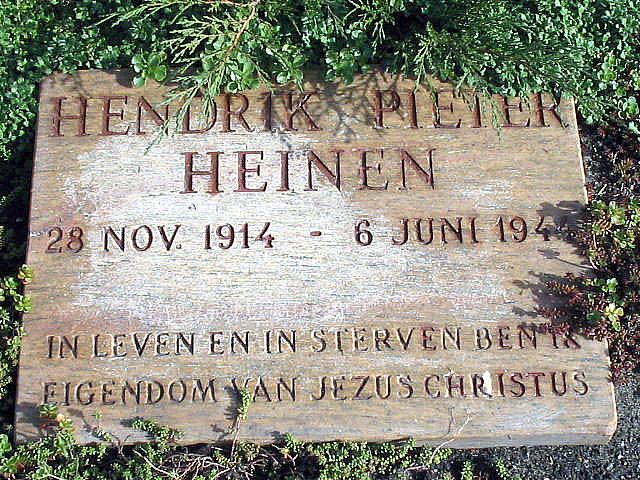 HENDRIK PIETER
HEINEN
28 NOV. 1914 - 6 JUNI 1944
IN LEVEN EN IN STERVEN BEN IK
EIGENDOM VAN JEZUS CHRISTUS